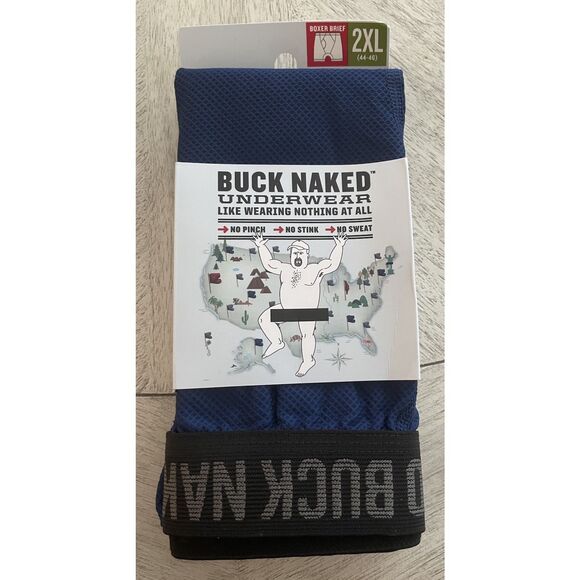 BOXER BRIEF
2XL
(44-46)
BUCK NAKED™
UNDERWEAR
LIKE WEARING NOTHING AT ALL
→ NO PINCH → NO STINK → NO SWEAT
D BUCK NAK